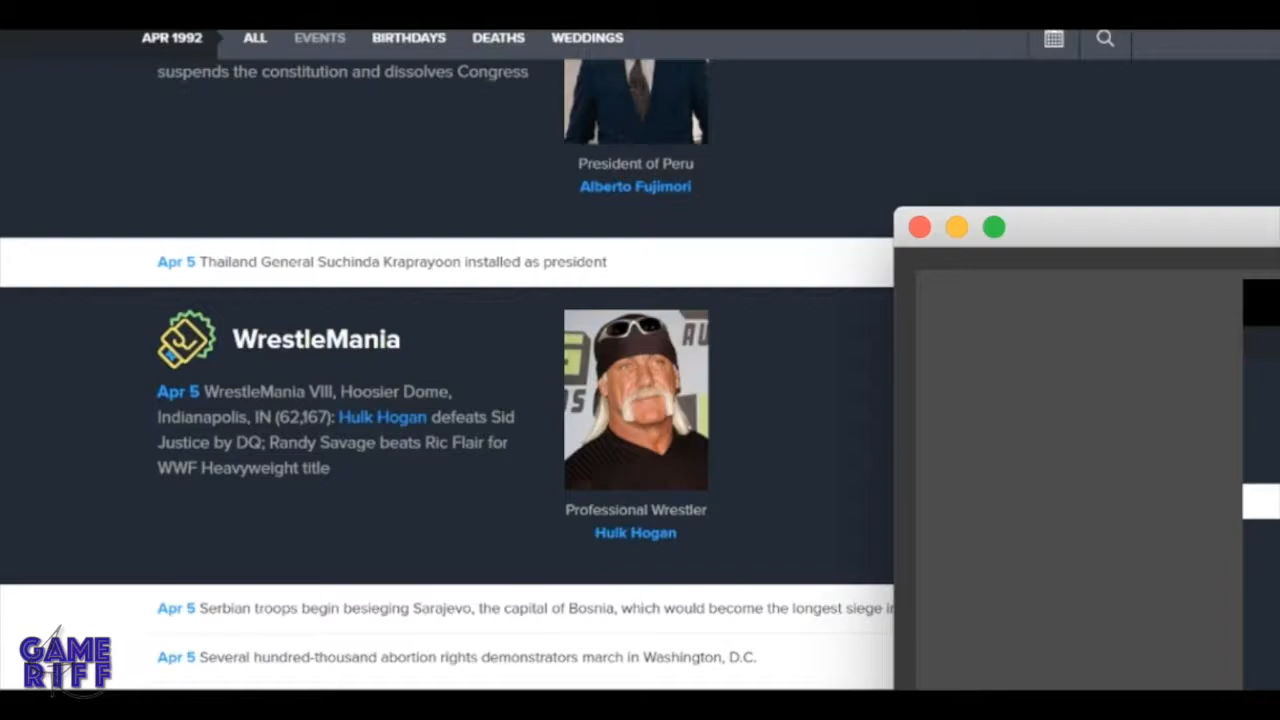 APR 1992 ALL EVENTS BIRTHDAYS DEATHS WEDDINGS
suspends the constitution and dissolves Congress
President of Peru
Alberto Fujimori
Apr 5 Thailand General Suchinda Kraprayoon installed as president
WrestleMania
Apr 5 WrestleMania VIII, Hoosier Dome,
Indianapolis, IN (62,167): Hulk Hogan defeats Sid
Justice by DQ; Randy Savage beats Ric Flair for
WWF Heavyweight title
Professional Wrestler
Hulk Hogan
Apr 5 Serbian troops begin besieging Sarajevo, the capital of Bosnia, which would become the longest siege
Apr 5 Several hundred-thousand abortion rights demonstrators march in Washington, D.C.
GAME
RIFF